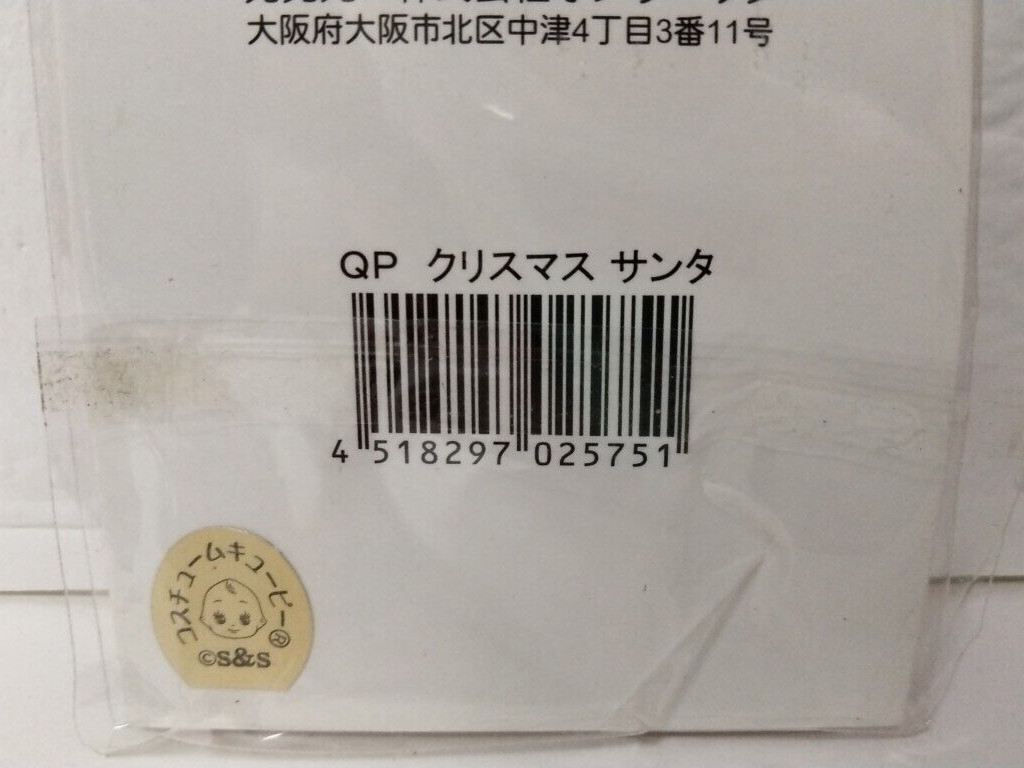 大阪府大阪市北区中津4丁目3番11号
QP クリスマス サンタ
4 518297 025751
コスチュームキューピー®
©S&S